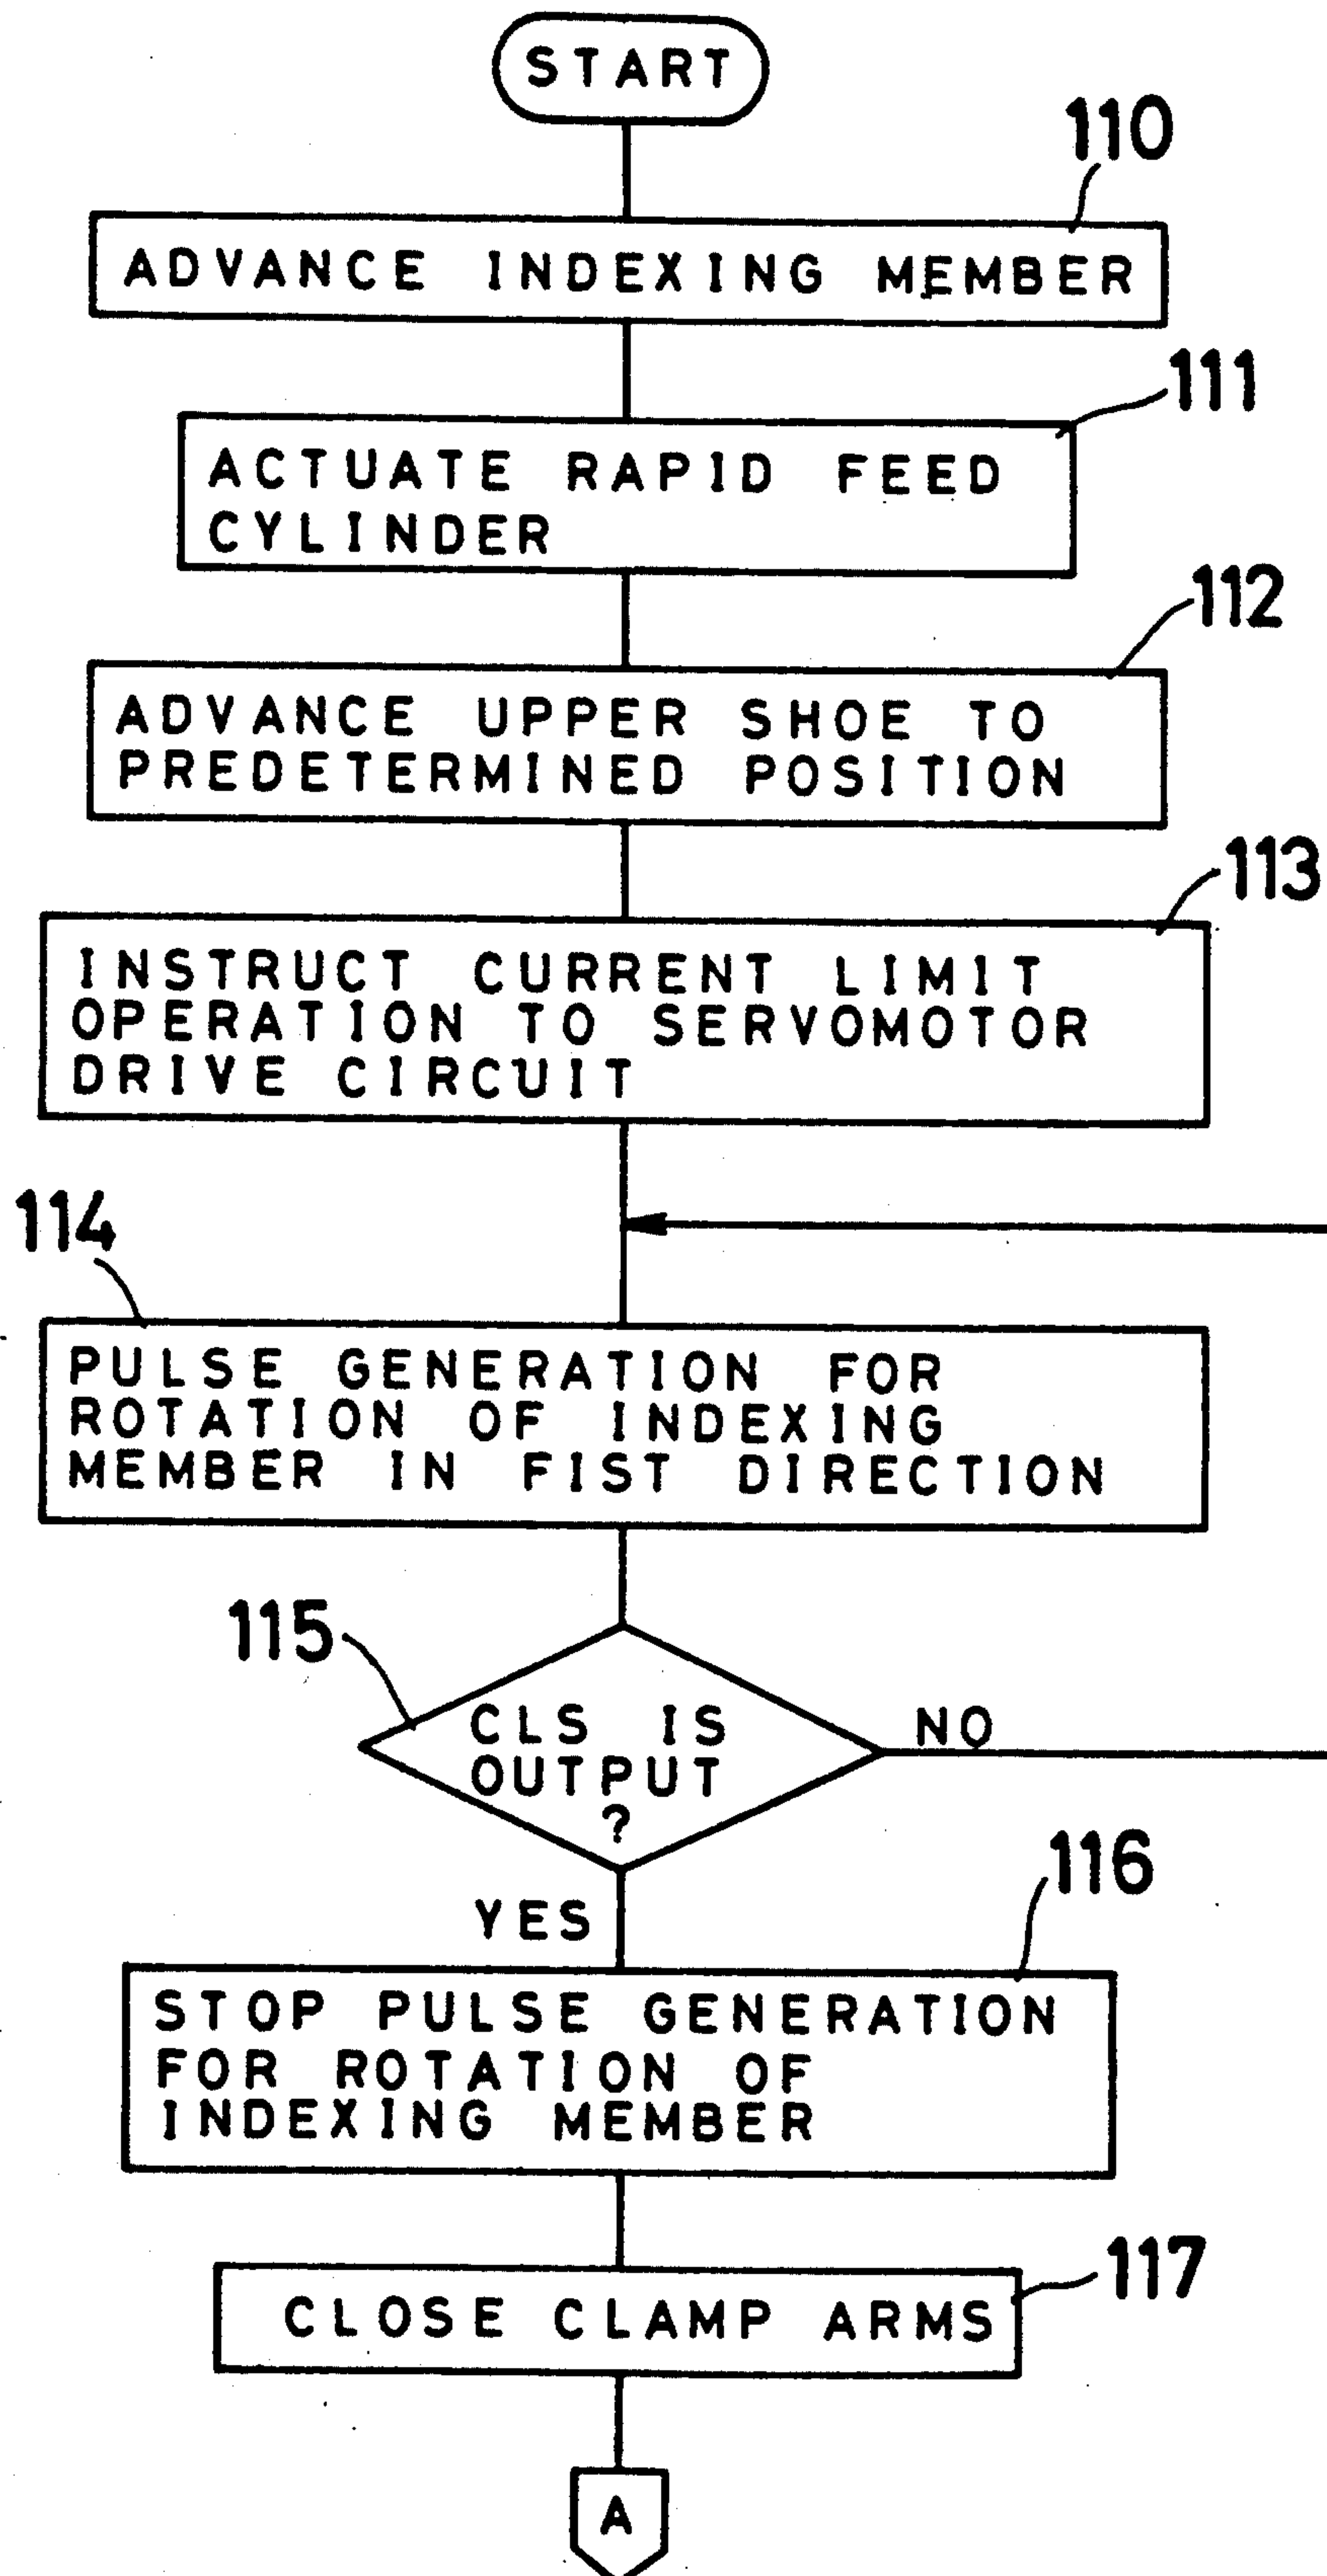 START
110
ADVANCE INDEXING MEMBER
111
ACTUATE RAPID FEED
CYLINDER
112
ADVANCE UPPER SHOE TO
PREDETERMINED POSITION
113
INSTRUCT CURRENT LIMIT
OPERATION TO SERVOMOTOR
DRIVE CIRCUIT
114
PULSE GENERATION FOR
ROTATION OF INDEXING
MEMBER IN FIST DIRECTION
115
CLS IS
OUTPUT
?
NO
YES
116
STOP PULSE GENERATION
FOR ROTATION OF
INDEXING MEMBER
117
CLOSE CLAMP ARMS
A